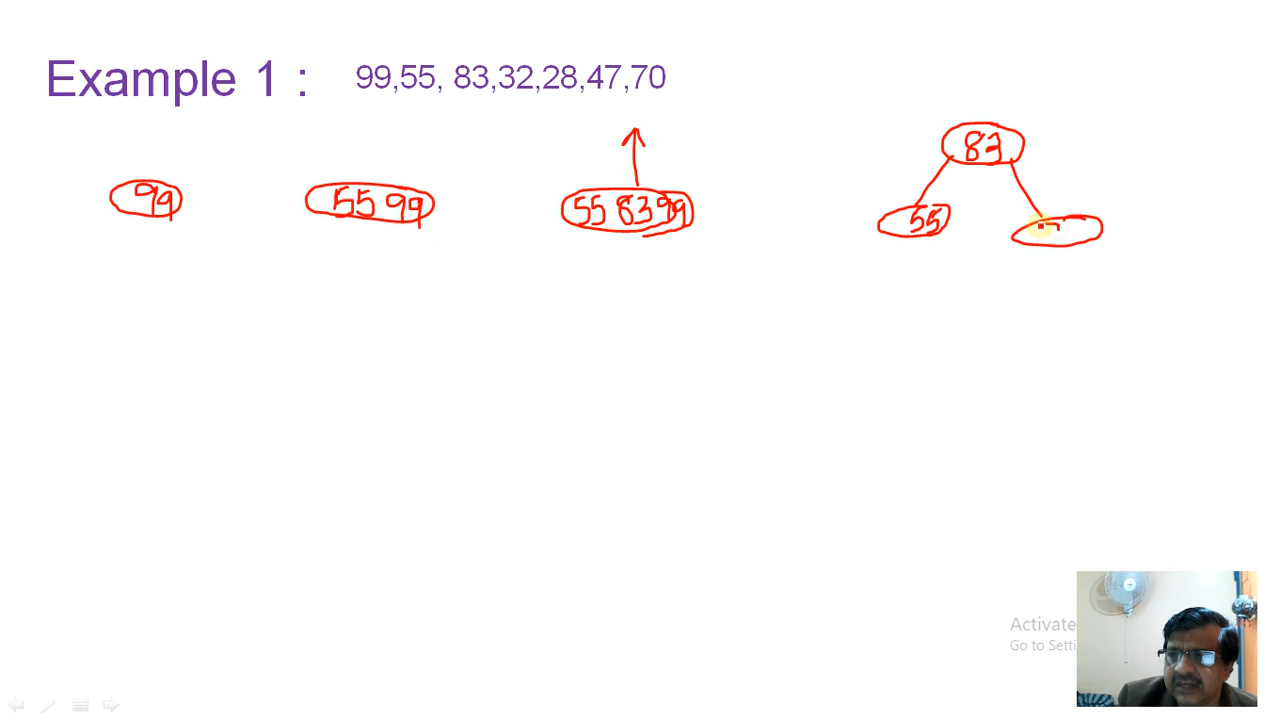 Example 1 : 99,55, 83,32,28,47,70
83
99 55 99 55 83 99 55
Activate
Go to Setti